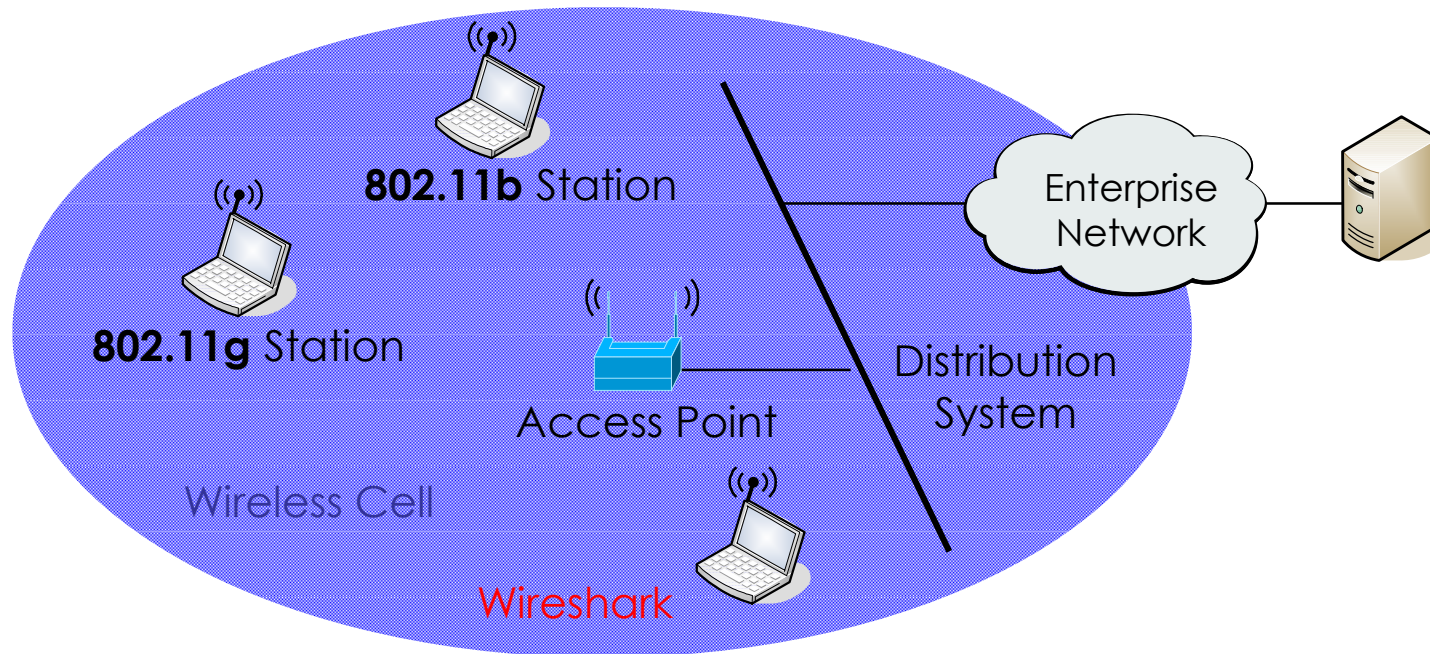 802.11b Station
Enterprise
Network
802.11g Station
Distribution
System
Access Point
Wireless Cell
Wireshark